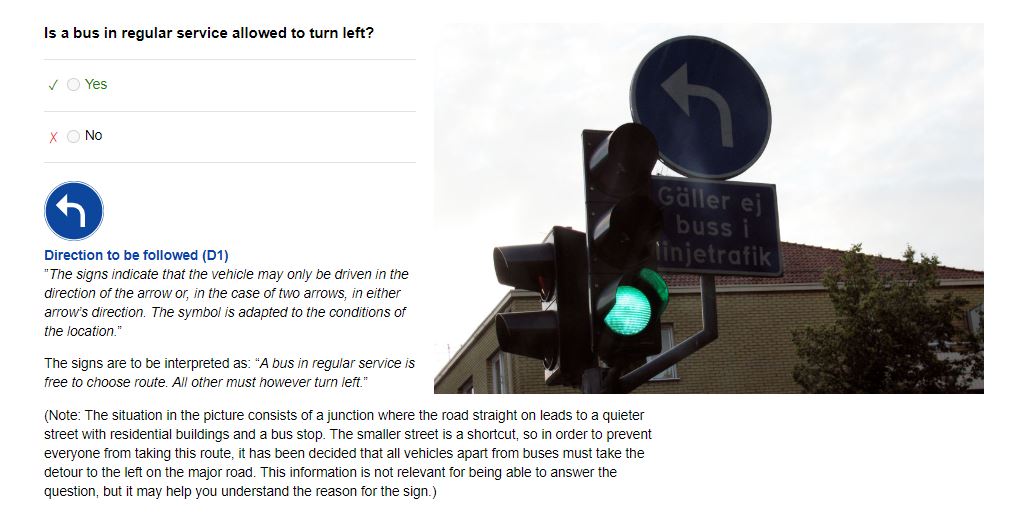 Is a bus in regular service allowed to turn left?
✓ Yes
X No
Direction to be followed (D1)
"The signs indicate that the vehicle may only be driven in the
direction of the arrow or, in the case of two arrows, in either
arrow's direction. The symbol is adapted to the conditions of
the location."
The signs are to be interpreted as: "A bus in regular service is
free to choose route. All other must however turn left."
(Note: The situation in the picture consists of a junction where the road straight on leads to a quieter
street with residential buildings and a bus stop. The smaller street is a shortcut, so in order to prevent
everyone from taking this route, it has been decided that all vehicles apart from buses must take the
detour to the left on the major road. This information is not relevant for being able to answer the
question, but it may help you understand the reason for the sign.)
Gäller ej
buss i
linjetrafik